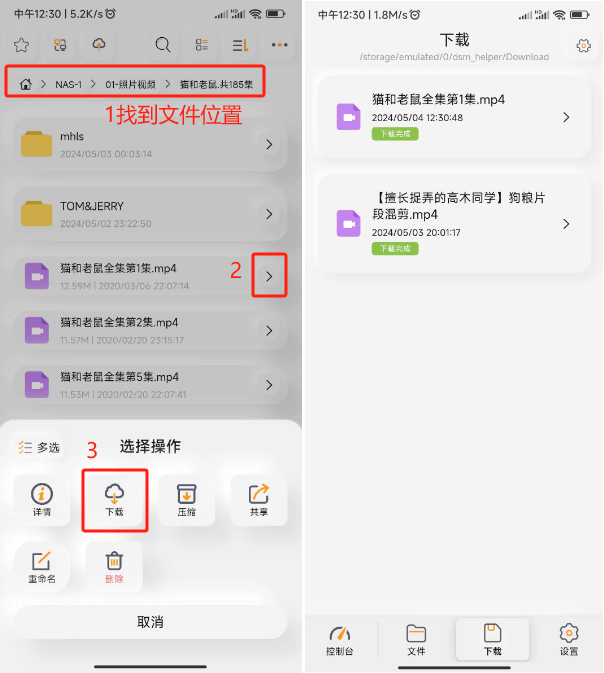 中午12:30 | 5.2K/s
NAS-1
01-照片视频
猫和老鼠.共185集
1找到文件位置
mhls
2024/05/03 00:03:14
TOM&JERRY
2024/05/02 23:22:50
猫和老鼠全集第1集.mp4
12.59M | 2020/03/06 22:07:14
2
猫和老鼠全集第2集.mp4
11.57M | 2020/02/20 23:15:17
猫和老鼠全集第5集.mp4
11.53M | 2020/02/20 22:07:41
多选
3
选择操作
详情
下载
压缩
共享
重命名
删除
取消
中午12:30 | 1.8M/s
下载
/storage/emulated/0/dsm_helper/Download
猫和老鼠全集第1集.mp4
2024/05/04 12:30:48
下载完成
【擅长捉弄的高木同学】狗粮片
段混剪.mp4
2024/05/03 20:01:17
下载完成
控制台
文件
下载
设置